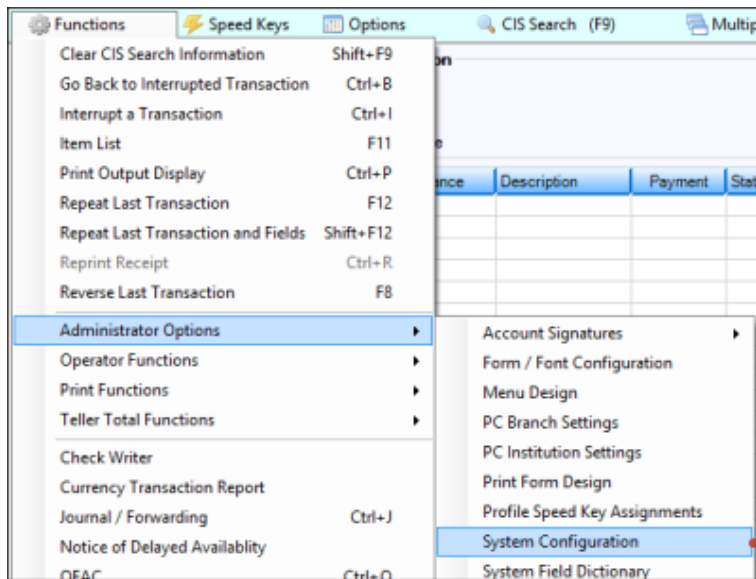 Functions Speed Keys Options CIS Search (F9)
Clear CIS Search Information Shift+F9
Go Back to Interrupted Transaction Ctrl+B
Interrupt a Transaction Ctrl+I
Item List F11
Print Output Display Ctrl+P
Repeat Last Transaction F12 Description Payment
Repeat Last Transaction and Fields Shift+F12
Reprint Receipt Ctrl+R
Reverse Last Transaction F8
Administrator Options Account Signatures
Operator Functions Form / Font Configuration
Print Functions Menu Design
Teller Total Functions PC Branch Settings
PC Institution Settings
Check Writer Print Form Design
Currency Transaction Report
Journal / Forwarding Ctrl+J Profile Speed Key Assignments
Notice of Delayed Availablity System Configuration
OFAC Ctrl+O System Field Dictionary